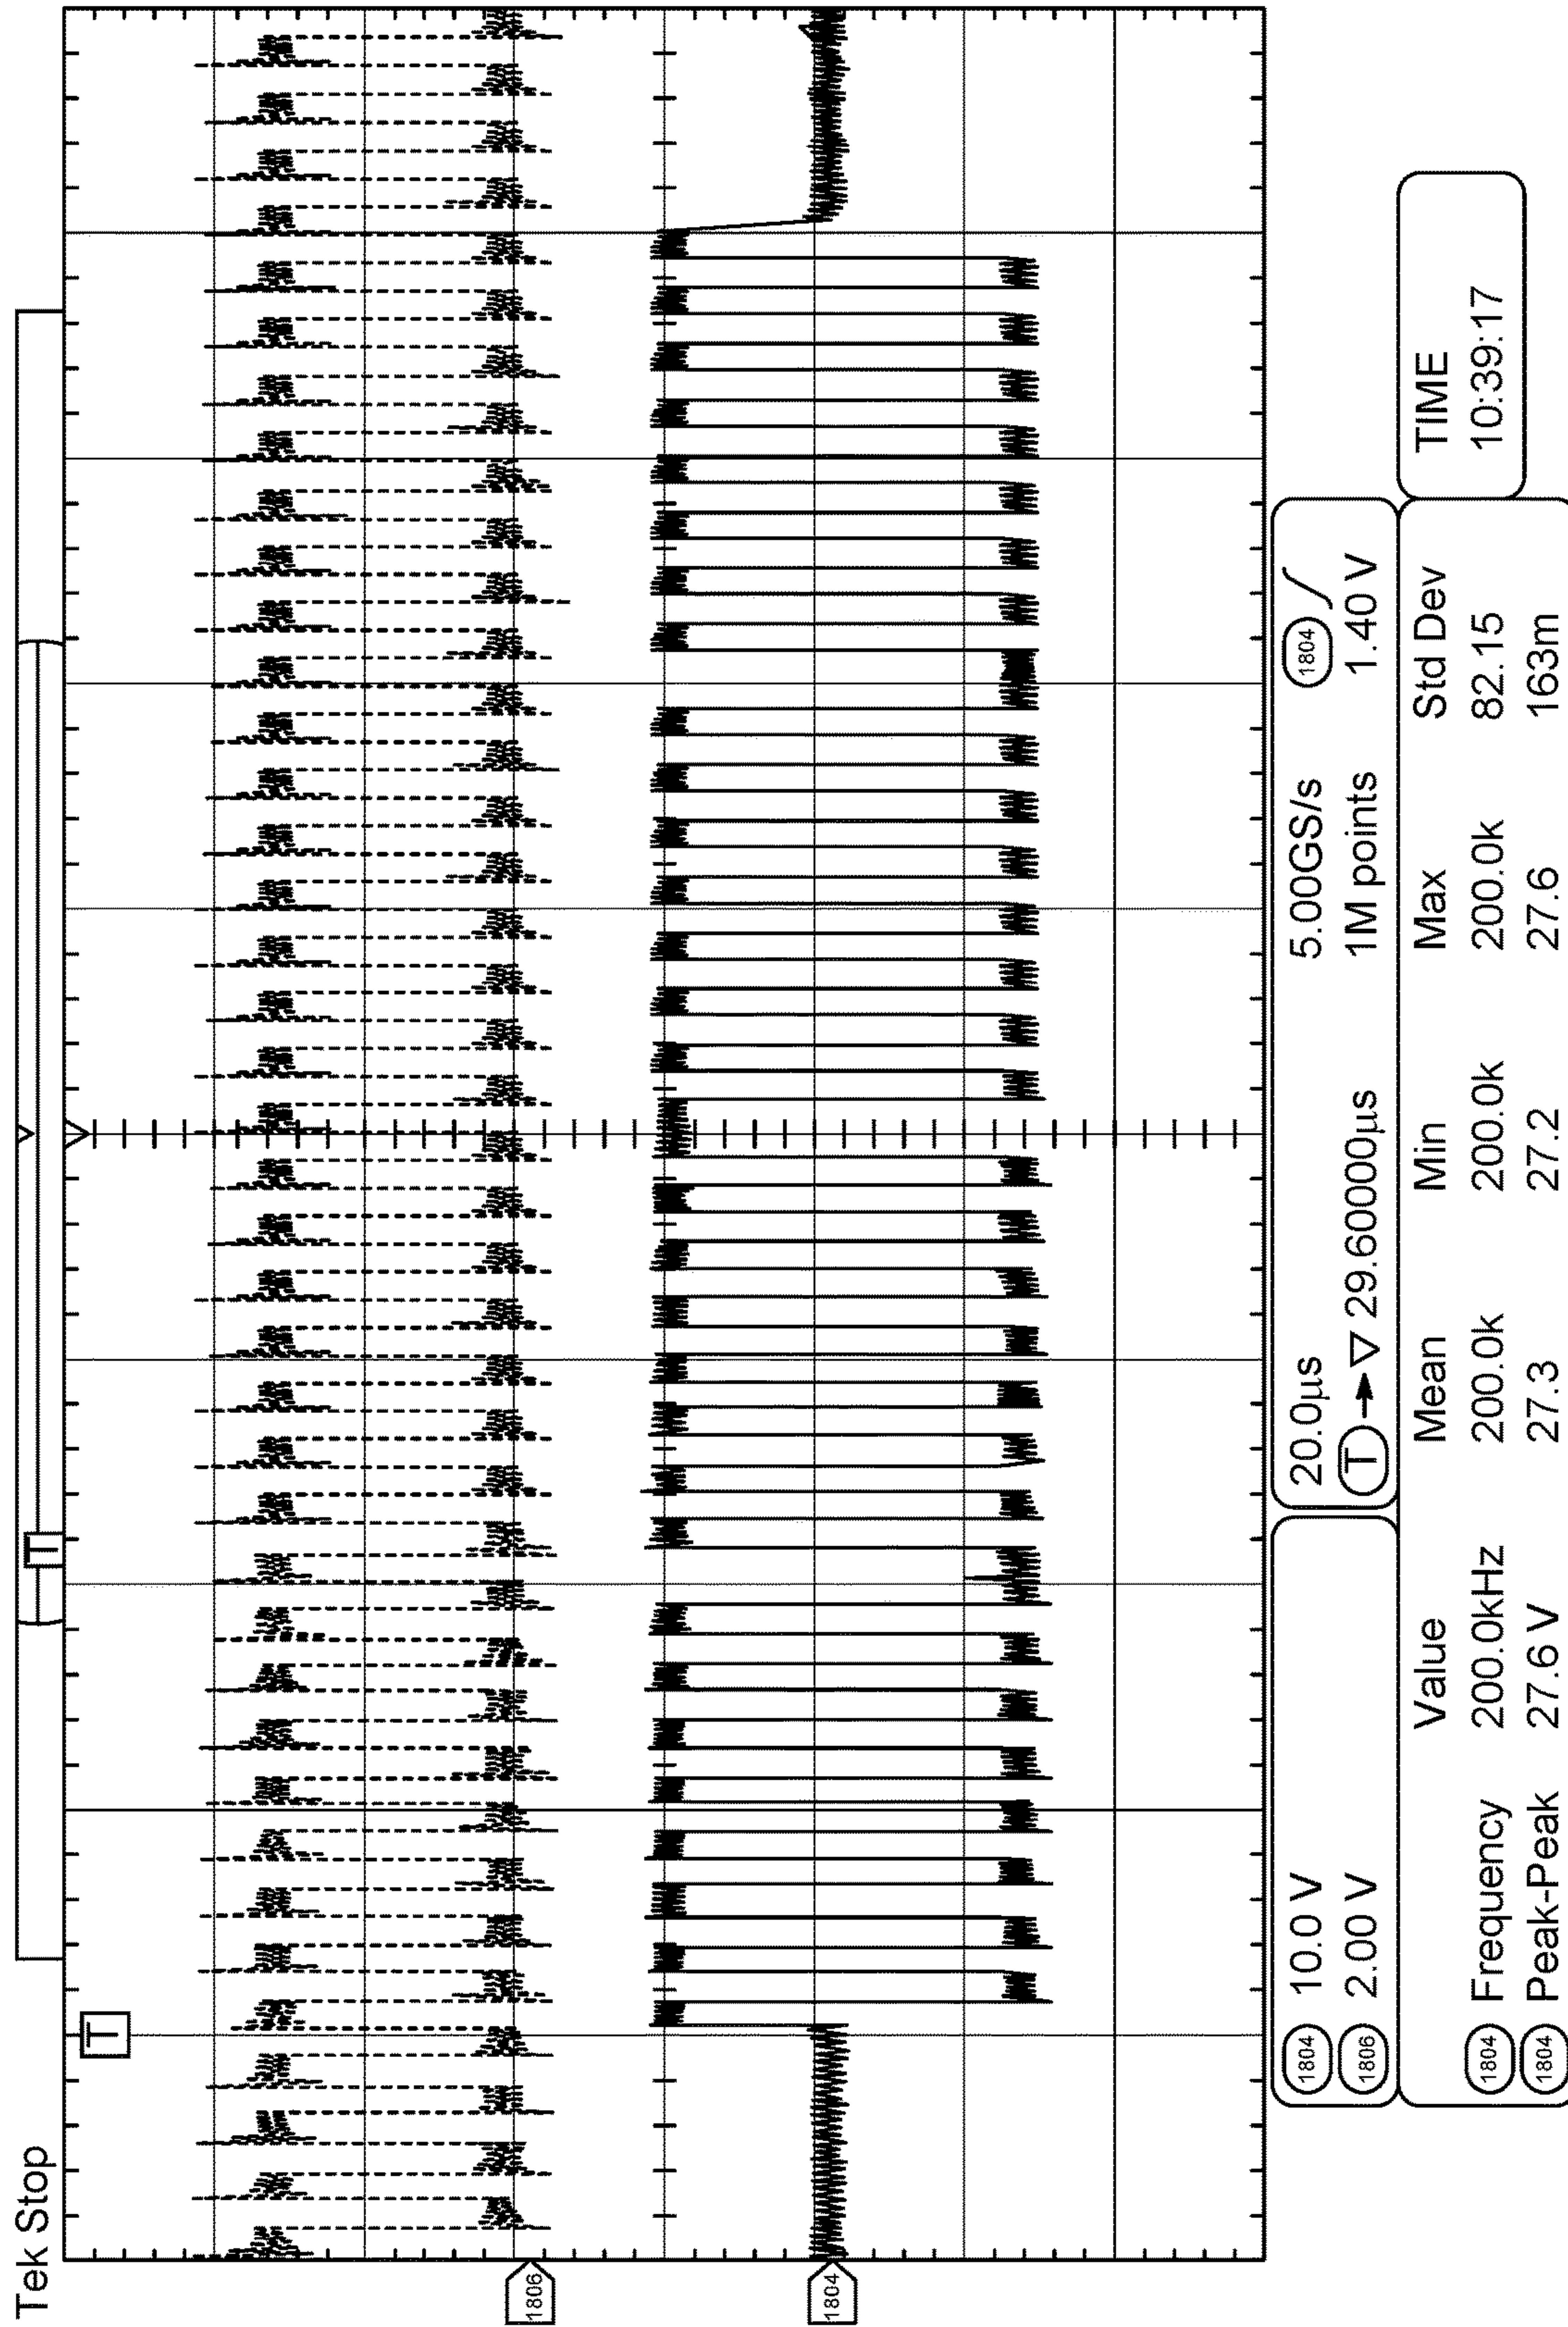 Tek Stop
T
T
1806
1804
1804 10.0 V
1806 2.00 V
20.0µs 5.00GS/s 1804
T 29.60000µs 1M points 1.40 V
Value Mean Min Max Std Dev
1804 Frequency 200.0kHz 200.0k 200.0k 200.0k 82.15
1804 Peak-Peak 27.6 V 27.3 27.2 27.6 163m
TIME
10:39:17